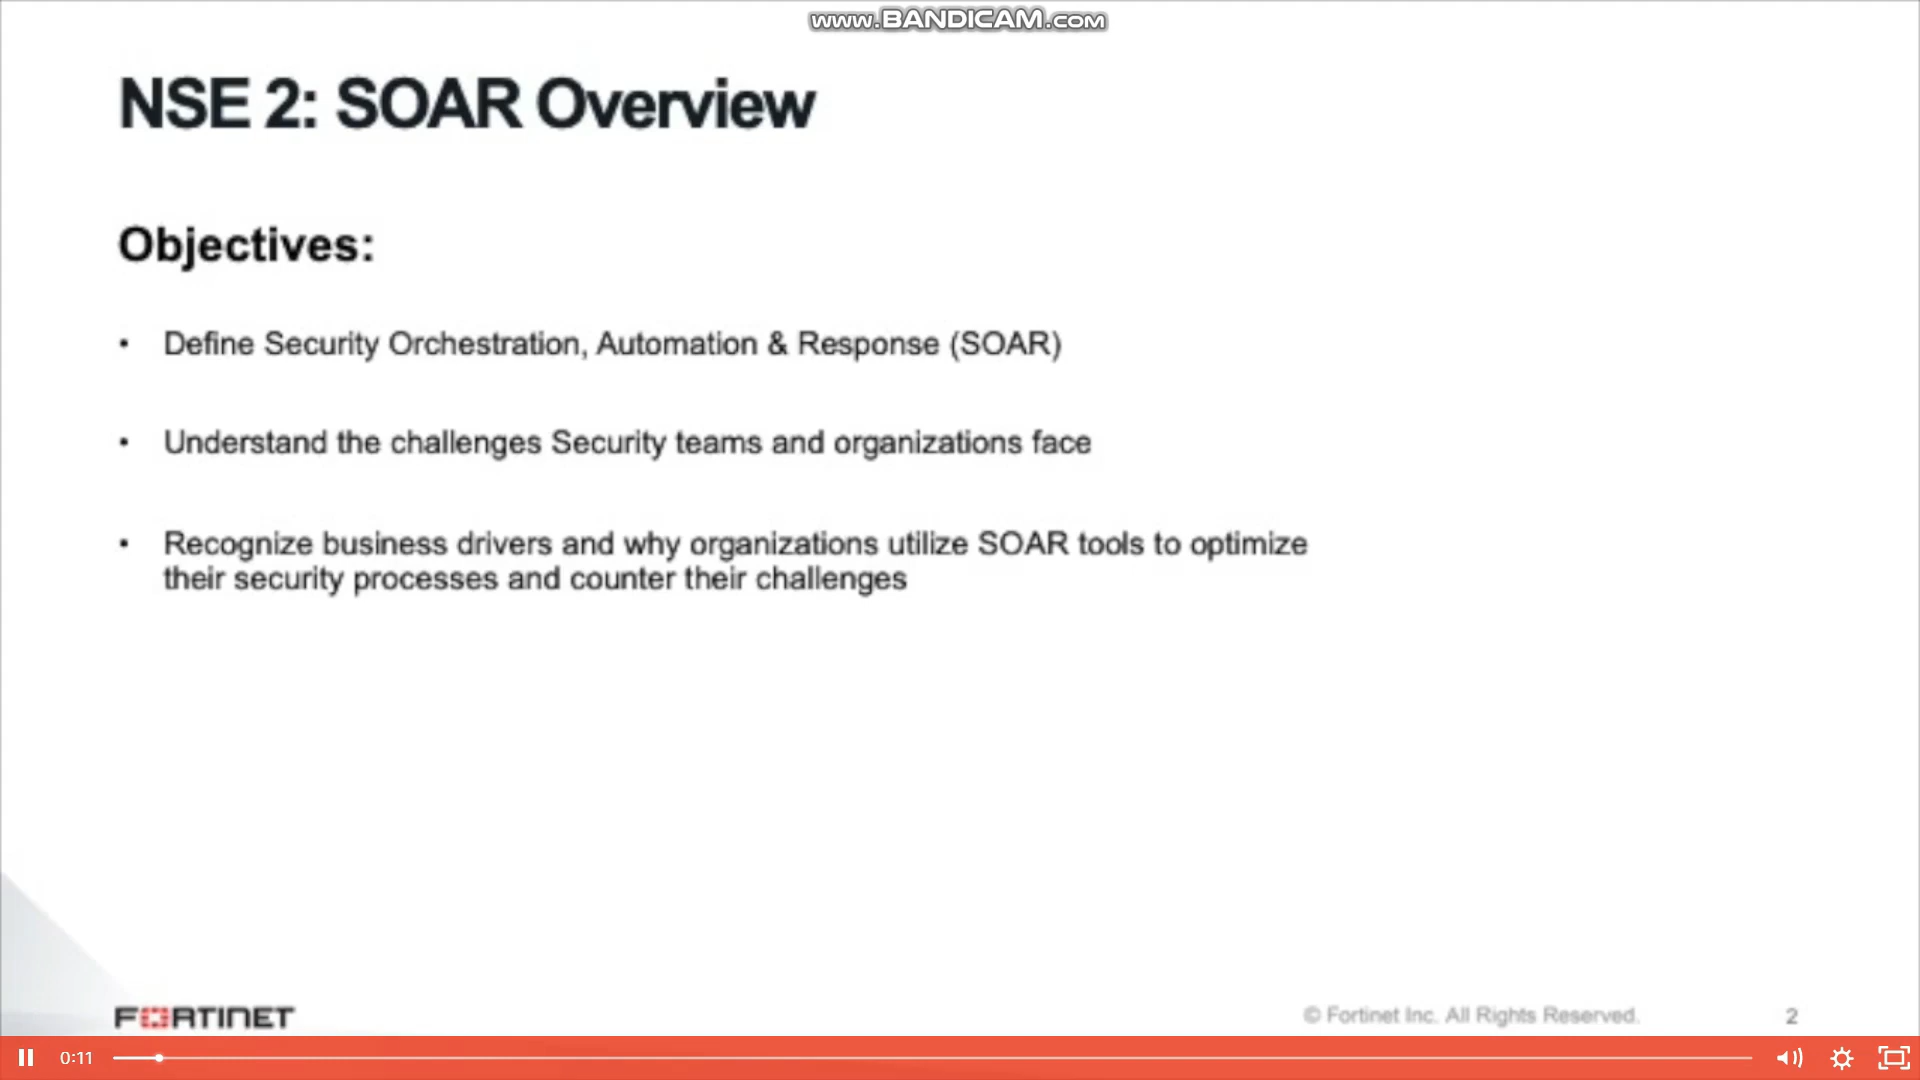 www.BANDICAM.com
NSE 2: SOAR Overview
Objectives:
• Define Security Orchestration, Automation & Response (SOAR)
• Understand the challenges Security teams and organizations face
• Recognize business drivers and why organizations utilize SOAR tools to optimize
their security processes and counter their challenges
FORTINET
© Fortinet Inc. All Rights Reserved.
2
0:11